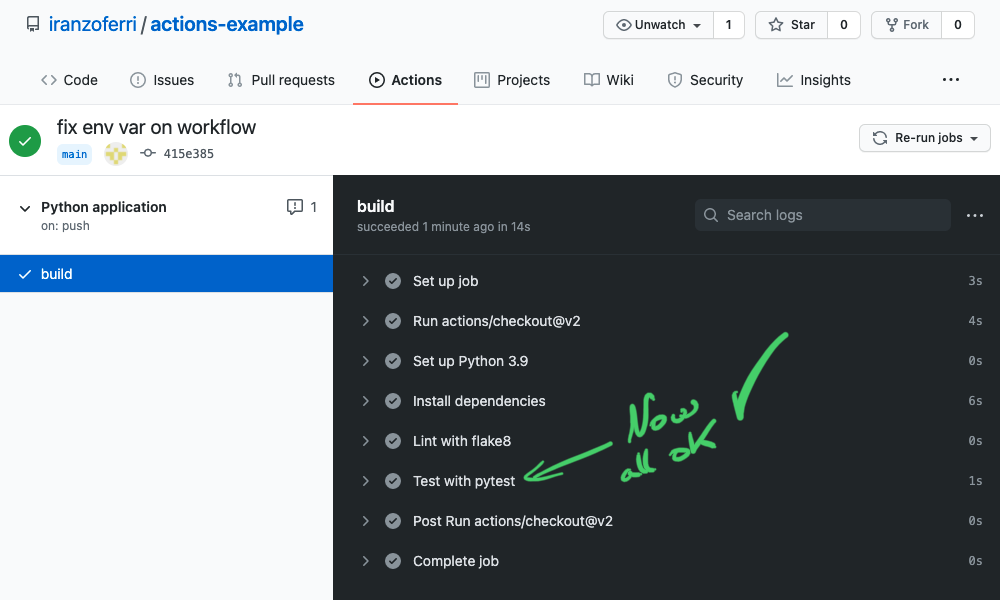 iranzoferri / actions-example
Unwatch 1 Star 0 Fork 0
Code Issues Pull requests Actions Projects Wiki Security Insights
fix env var on workflow
main 415e385
Re-run jobs
Python application 1
on: push
build
build
succeeded 1 minute ago in 14s
Search logs
Set up job 3s
Run actions/checkout@v2 4s
Set up Python 3.9 0s
Install dependencies 6s
Lint with flake8 0s
Test with pytest 1s
Post Run actions/checkout@v2 0s
Complete job 0s
Now
all ok